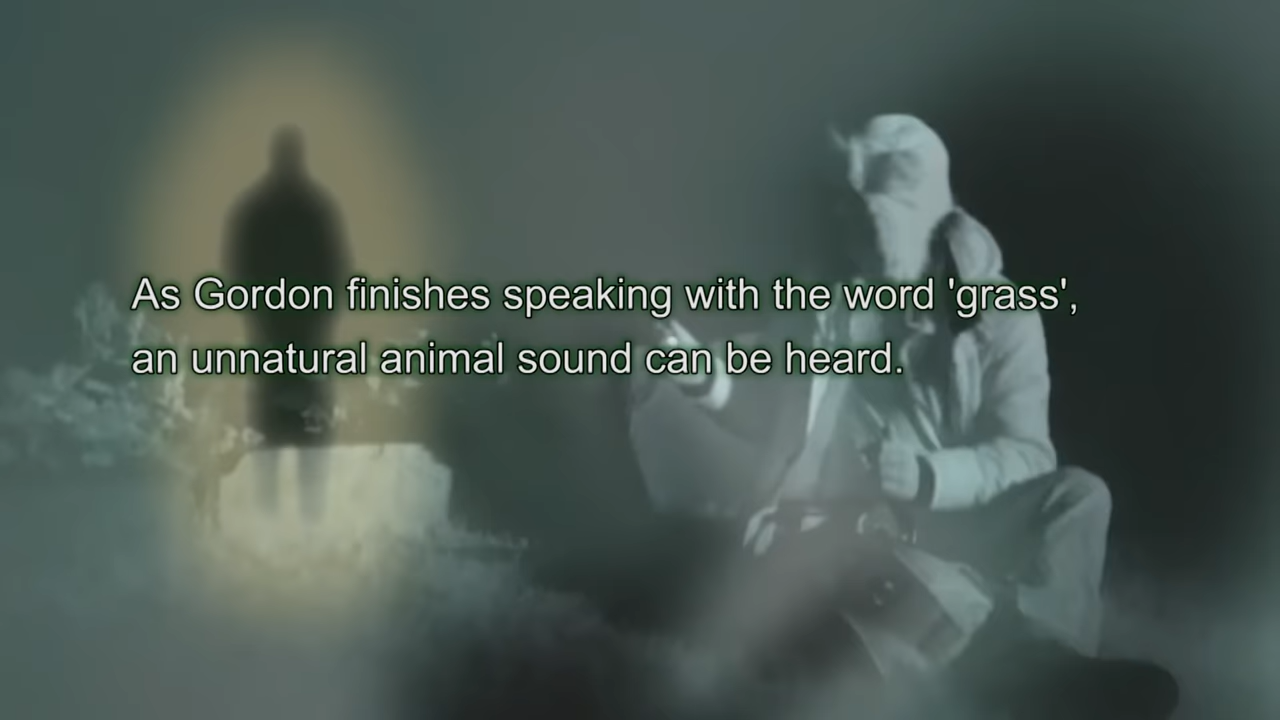 As Gordon finishes speaking with the word 'grass',
an unnatural animal sound can be heard.